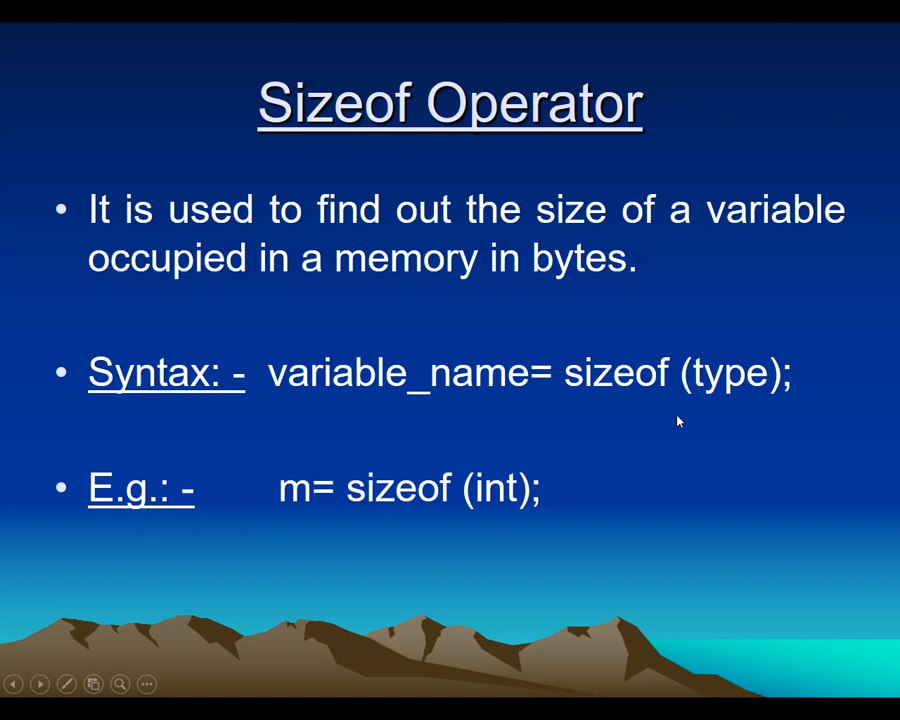 Sizeof Operator
• It is used to find out the size of a variable
occupied in a memory in bytes.
• Syntax: - variable_name= sizeof (type);
• E.g.: - m= sizeof (int);